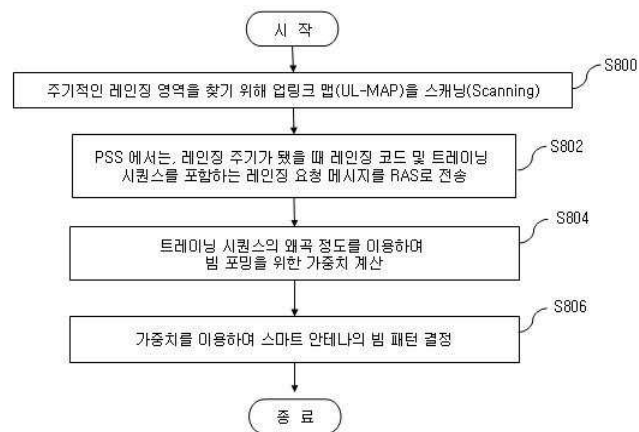 시 작
S800
주기적인 레인징 영역을 찾기 위해 업링크 맵(UL-MAP)을 스캐닝(Scanning)
S802
PSS 에서는, 레인징 주기가 됐을 때 레인징 코드 및 트레이닝
시퀀스를 포함하는 레인징 요청 메시지를 RAS로 전송
S804
트레이닝 시퀀스의 왜곡 정도를 이용하여
빔 포밍을 위한 가중치 계산
S806
가중치를 이용하여 스마트 안테나의 빔 패턴 결정
종 료